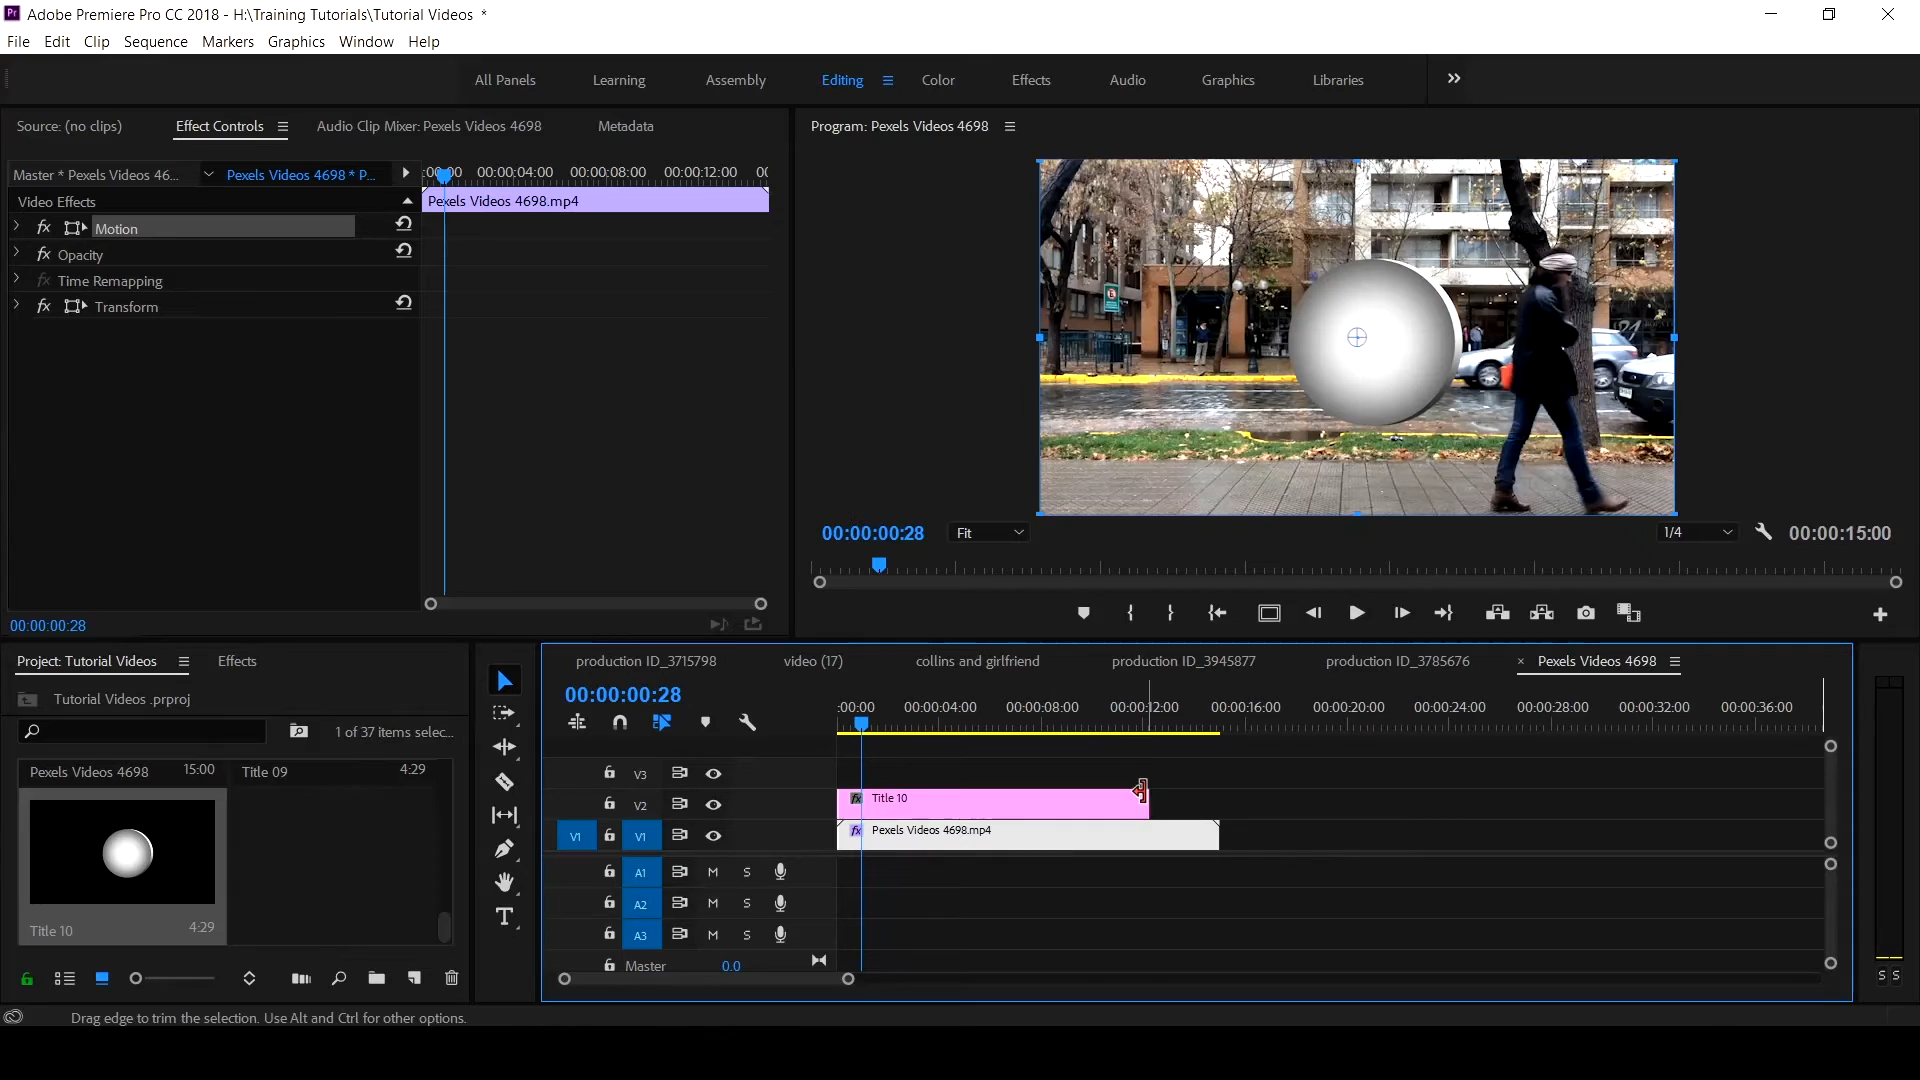 Pr Adobe Premiere Pro CC 2018 - H:\Training Tutorials\Tutorial Videos *
File Edit Clip Sequence Markers Graphics Window Help
All Panels Learning Assembly Editing Color Effects Audio Graphics Libraries
Source: (no clips) Effect Controls Audio Clip Mixer: Pexels Videos 4698 Metadata
Program: Pexels Videos 4698
Master * Pexels Videos 46... Pexels Videos 4698 * P...
:00:00 00:00:04:00 00:00:08:00 00:00:12:00 00
Video Effects
Pexels Videos 4698.mp4
fx Motion
fx Opacity
fx Time Remapping
fx Transform
00:00:00:28 Fit 1/4 00:00:15:00
00:00:00:28
Project: Tutorial Videos Effects
Tutorial Videos .prproj
1 of 37 items selec...
Pexels Videos 4698 15:00 Title 09 4:29
Title 10 4:29
production ID_3715798 video (17) collins and girlfriend production ID_3945877 production ID_3785676 × Pexels Videos 4698
00:00:00:28
:00:00 00:00:04:00 00:00:08:00 00:00:12:00 00:00:16:00 00:00:20:00 00:00:24:00 00:00:28:00 00:00:32:00 00:00:36:00
V3
V2 fx Title 10
V1 V1 fx Pexels Videos 4698.mp4
A1 M S
A2 M S
A3 M S
Master 0.0
S S
Drag edge to trim the selection. Use Alt and Ctrl for other options.